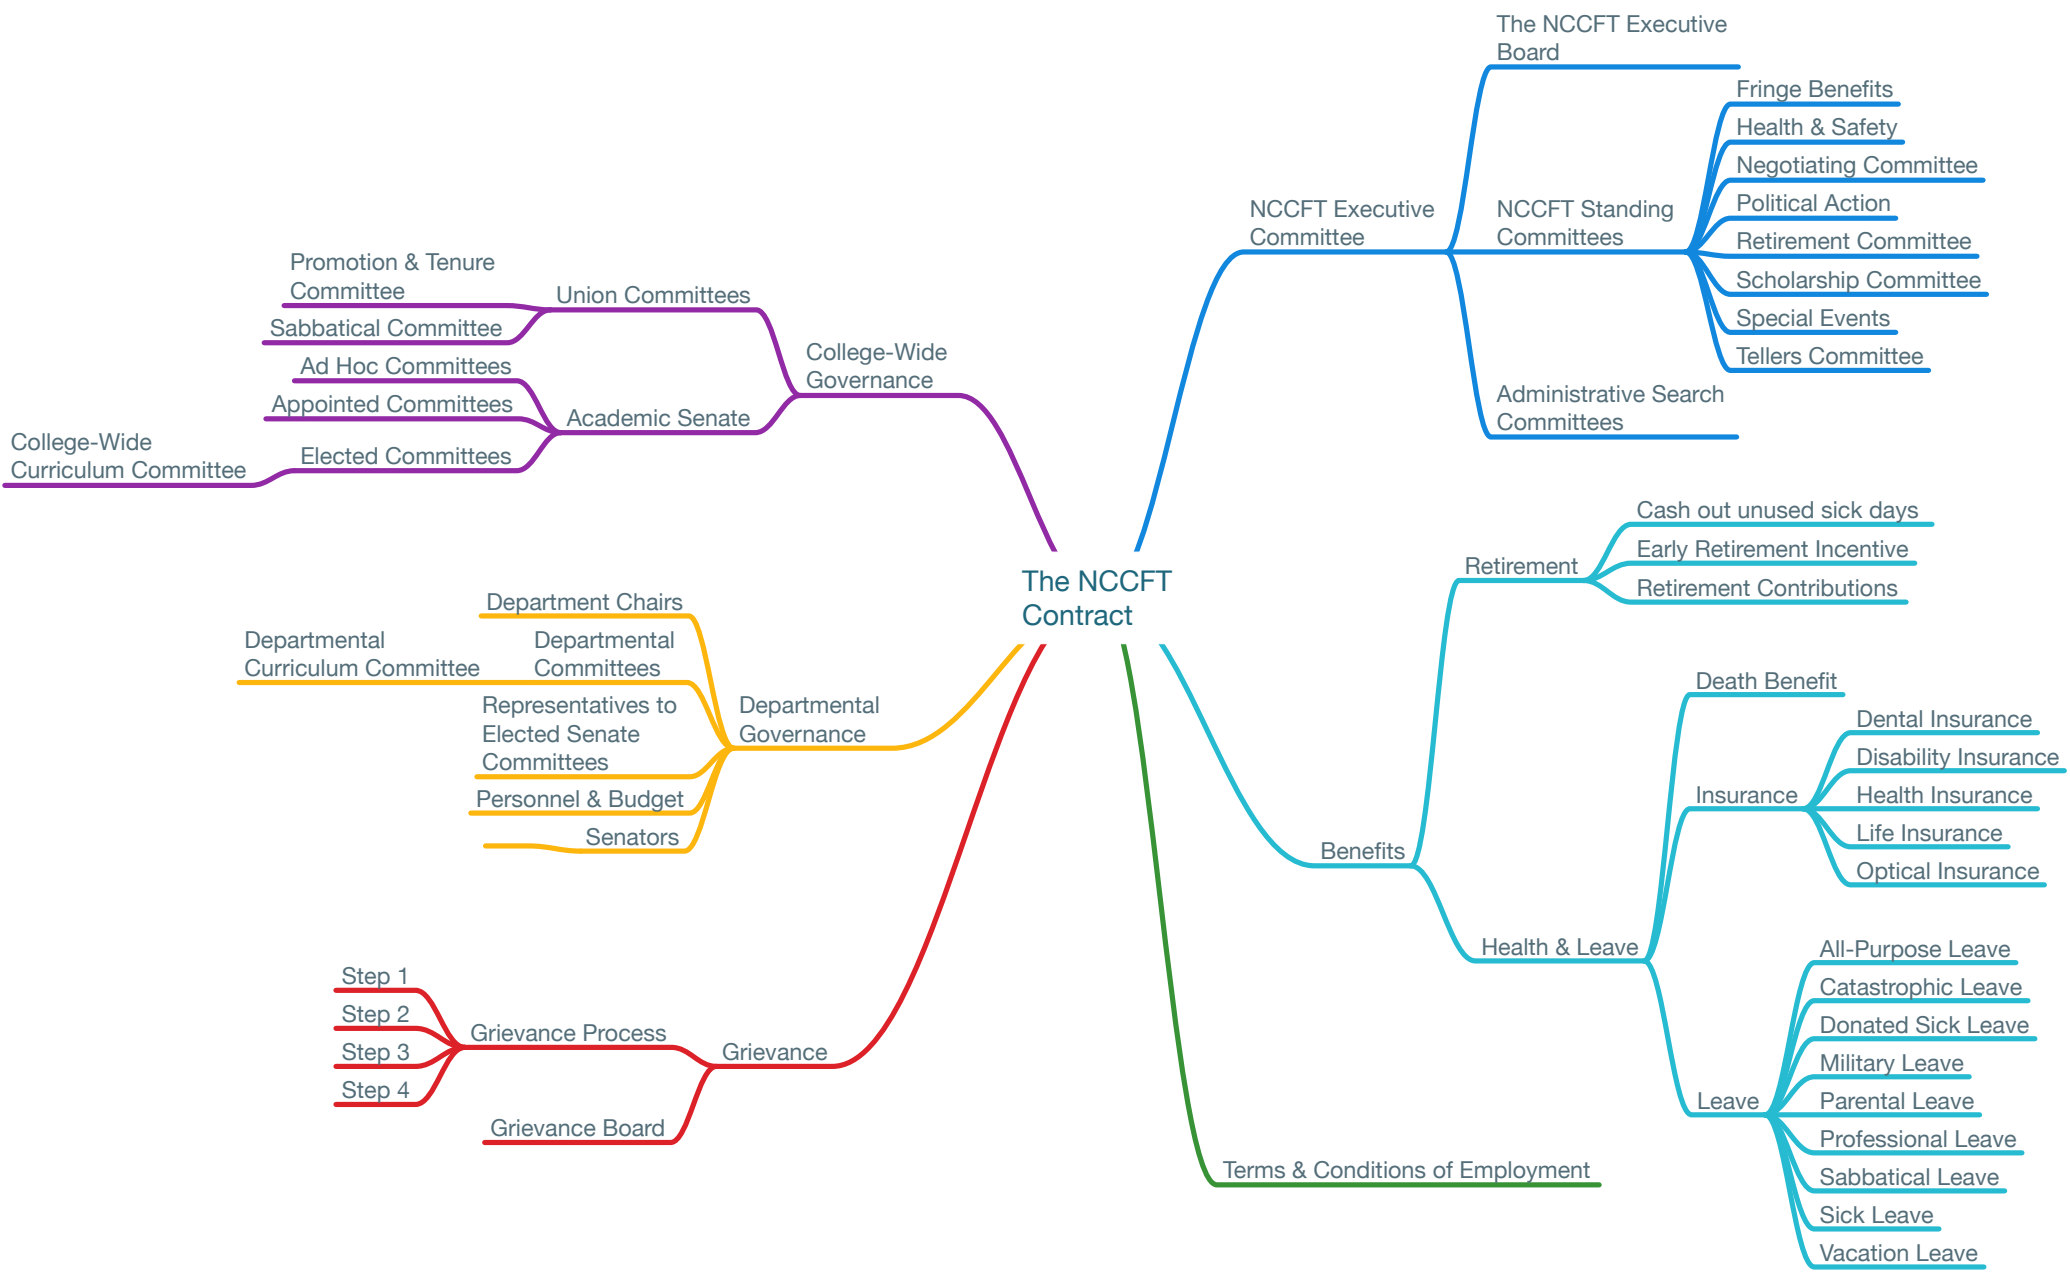 The NCCFT
Contract
NCCFT Executive
Committee
The NCCFT Executive
Board
NCCFT Standing
Committees
Fringe Benefits
Health & Safety
Negotiating Committee
Political Action
Retirement Committee
Scholarship Committee
Special Events
Tellers Committee
Administrative Search
Committees
Benefits
Retirement
Cash out unused sick days
Early Retirement Incentive
Retirement Contributions
Health & Leave
Death Benefit
Insurance
Dental Insurance
Disability Insurance
Health Insurance
Life Insurance
Optical Insurance
Leave
All-Purpose Leave
Catastrophic Leave
Donated Sick Leave
Military Leave
Parental Leave
Professional Leave
Sabbatical Leave
Sick Leave
Vacation Leave
Terms & Conditions of Employment
College-Wide
Governance
Union Committees
Promotion & Tenure
Committee
Sabbatical Committee
Academic Senate
Ad Hoc Committees
Appointed Committees
Elected Committees
College-Wide
Curriculum Committee
Departmental
Governance
Department Chairs
Departmental
Committees
Departmental
Curriculum Committee
Representatives to
Elected Senate
Committees
Personnel & Budget
Senators
Grievance
Grievance Process
Step 1
Step 2
Step 3
Step 4
Grievance Board